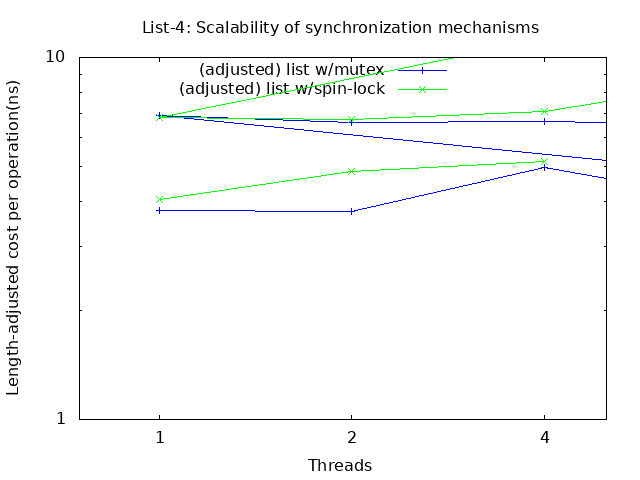 List-4: Scalability of synchronization mechanisms
10
(adjusted) list w/mutex
(adjusted) list w/spin-lock
Length-adjusted cost per operation(ns)
1
1 2 4
Threads